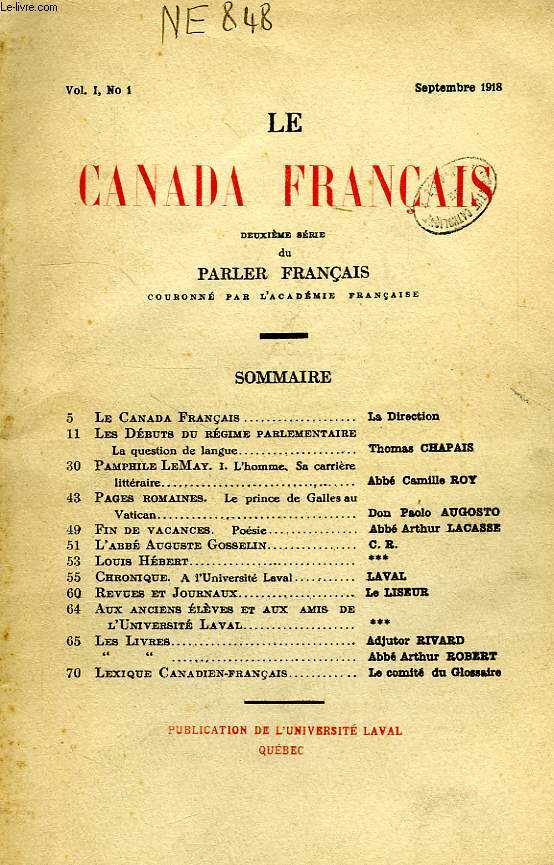 Le-livre.com
NE 848
Vol. I, No 1 Septembre 1918
LE
CANADA FRANÇAIS
DEUXIÈME SÉRIE
du
PARLER FRANÇAIS
COURONNÉ PAR L'ACADÉMIE FRANÇAISE
SOMMAIRE
5 LE CANADA FRANÇAIS ................... La Direction
11 LES DÉBUTS DU RÉGIME PARLEMENTAIRE
La question de langue.................... Thomas CHAPAIS
30 PAMPHILE LEMAY. I. L'homme. Sa carrière
littéraire................................. Abbé Camille ROY
43 PAGES ROMAINES. Le prince de Galles au
Vatican................................. Don Paolo AUGOSTO
49 FIN DE VACANCES. Poésie............... Abbé Arthur LACASSE
51 L'ABBÉ AUGUSTE GOSSELIN............... C. R.
53 LOUIS HÉBERT............................ ***
55 CHRONIQUE. A l'Université Laval.......... LAVAL
60 REVUES ET JOURNAUX.................... Le LISEUR
64 AUX ANCIENS ÉLÈVES ET AUX AMIS DE
L'UNIVERSITÉ LAVAL................... ***
65 LES LIVRES............................... Adjutor RIVARD
“ “ ............................... Abbé Arthur ROBERT
70 LEXIQUE CANADIEN-FRANÇAIS............ Le comité du Glossaire
PUBLICATION DE L'UNIVERSITÉ LAVAL
QUÉBEC